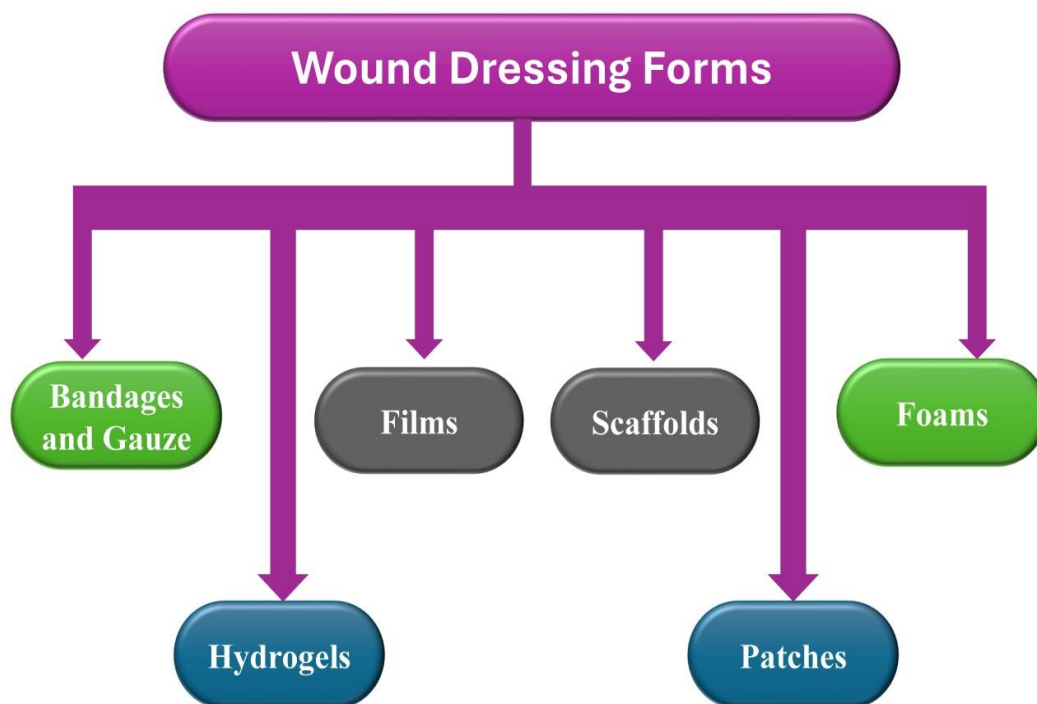 Wound Dressing Forms
Bandages
and Gauze
Films
Scaffolds
Foams
Hydrogels
Patches